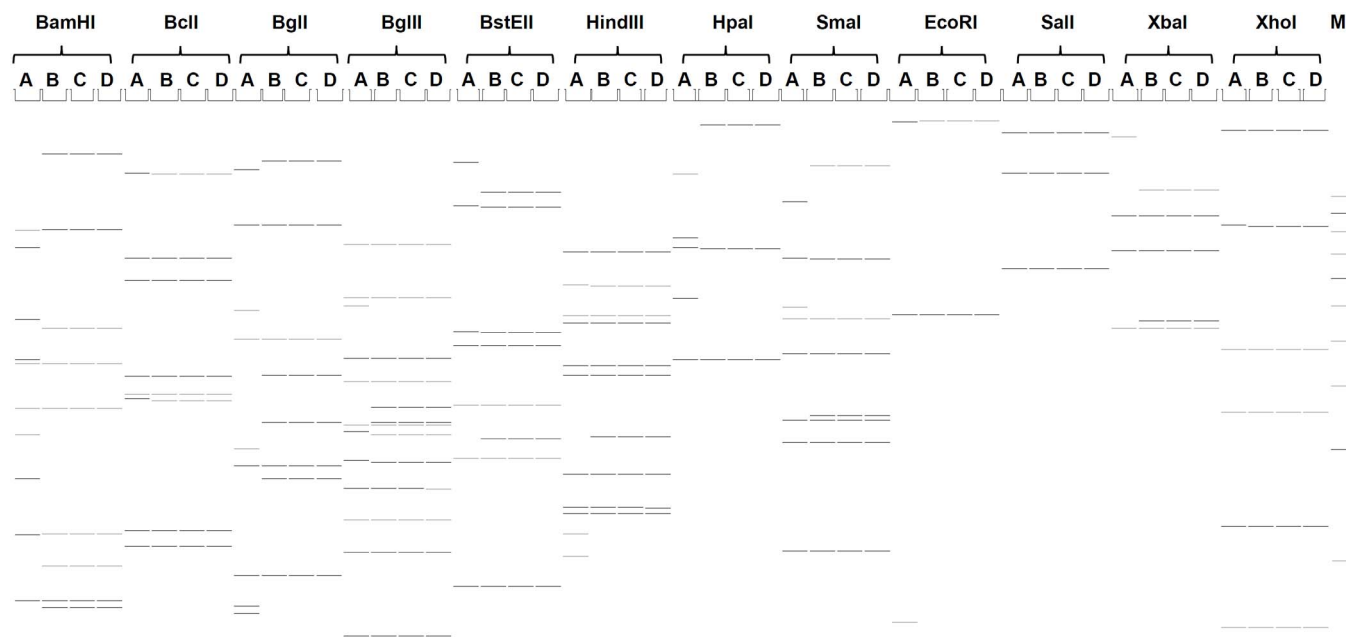 BamHI BclI BglI BglII BstEII HindIII HpaI SmaI EcoRI SalI XbaI XhoI M
A B C D A B C D A B C D A B C D A B C D A B C D A B C D A B C D A B C D A B C D A B C D A B C D